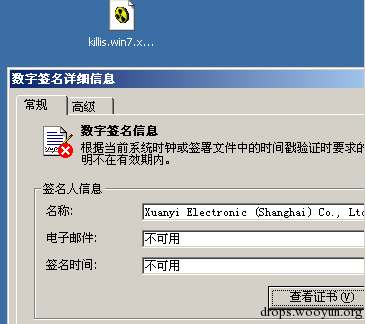 killis.win7.x...
数字签名详细信息
常规
高级
数字签名信息
根据当前系统时钟或签署文件中的时间戳验证时要求的
明不在有效期内。
签名人信息
名称:
Xuanyi Electronic (Shanghai) Co., Ltd
电子邮件:
不可用
签名时间:
不可用
查看证书(V)
drops.wooyun.org